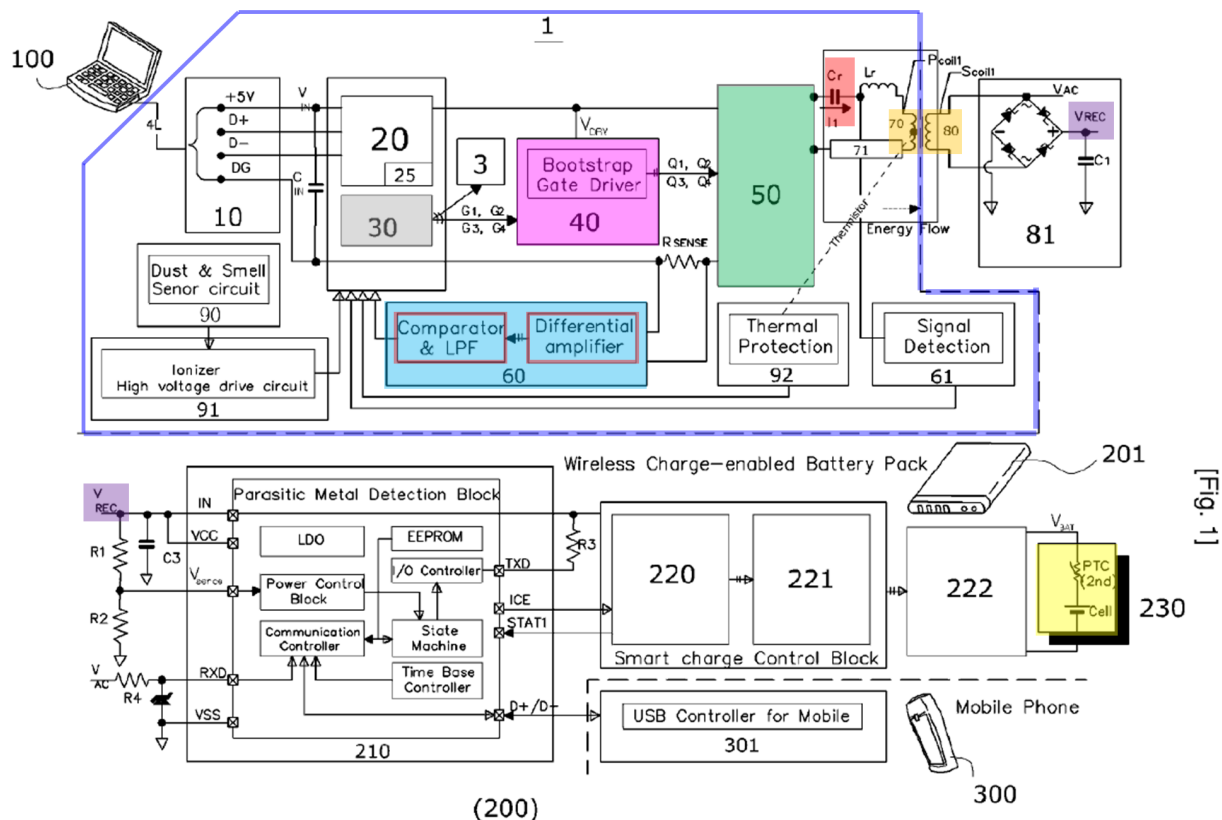 1
100
4L
+5V
D+
D-
DG
10
V
IN
C
IN
20
25
30
3
G1, G2
G3, G4
VDRV
Bootstrap
Gate Driver
40
Q1, Q2
Q3, Q4
50
RSENSE
Cr
I1
Lr
Pcoil1
Scoil1
70
71
80
Thermistor
Energy Flow
VAC
VREC
C1
81
Dust & Smell
Senor circuit
90
Ionizer
High voltage drive circuit
91
Comparator
& LPF
Differential
amplifier
60
Thermal
Protection
92
Signal
Detection
61
Wireless Charge-enabled Battery Pack
201
[Fig. 1]
V
REC
IN
VCC
R1
C3
Vsence
R2
V
AC
R4
RXD
VSS
Parasitic Metal Detection Block
LDO
EEPROM
I/O Controller
Power Control
Block
Communication
Controller
State
Machine
Time Base
Controller
210
TXD
R3
ICE
STAT1
D+/D-
220
221
Smart charge Control Block
222
VBAT
PTC
(2nd)
Cell
230
USB Controller for Mobile
301
Mobile Phone
300
(200)